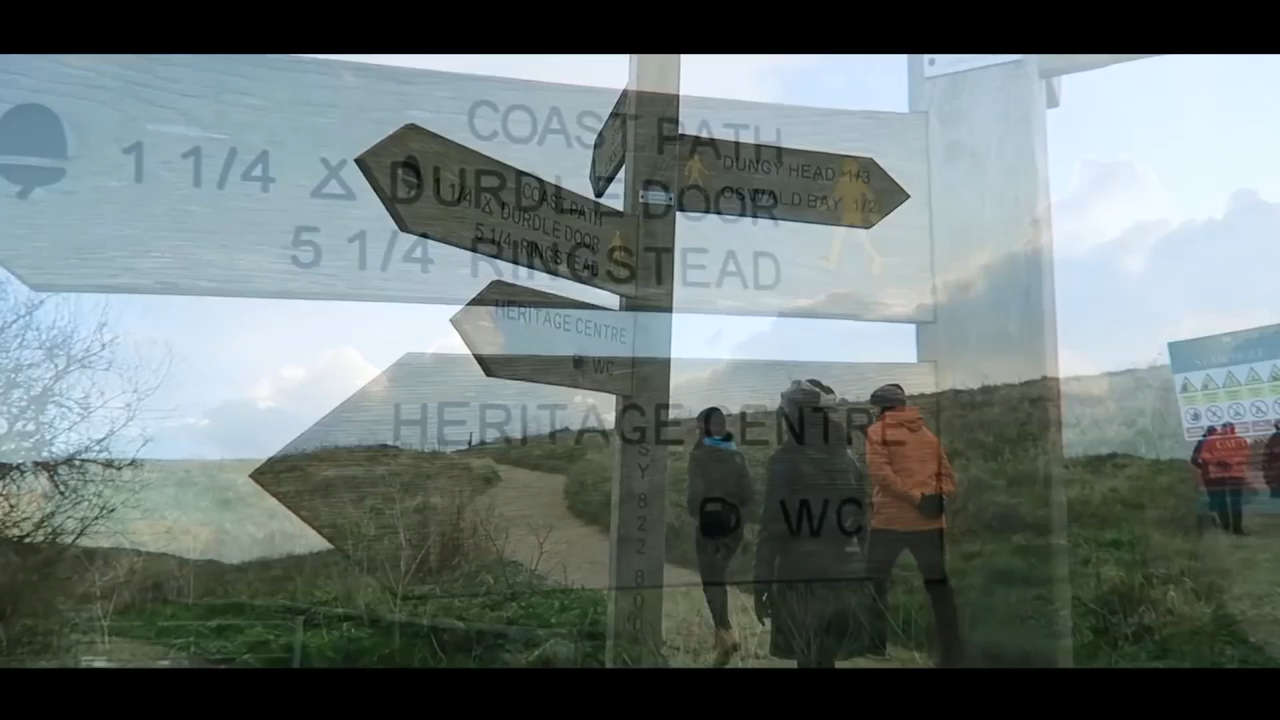 COAST PATH
1 1/4 DURDLE DOOR
5 1/4 RINGSTEAD
HERITAGE CENTRE
WC
COAST PATH
1 1/4 DURDLE DOOR
5 1/4 RINGSTEAD
DUNGY HEAD 1/3
OSWALD BAY 1/2
HERITAGE CENTRE
WC
SY 822 800